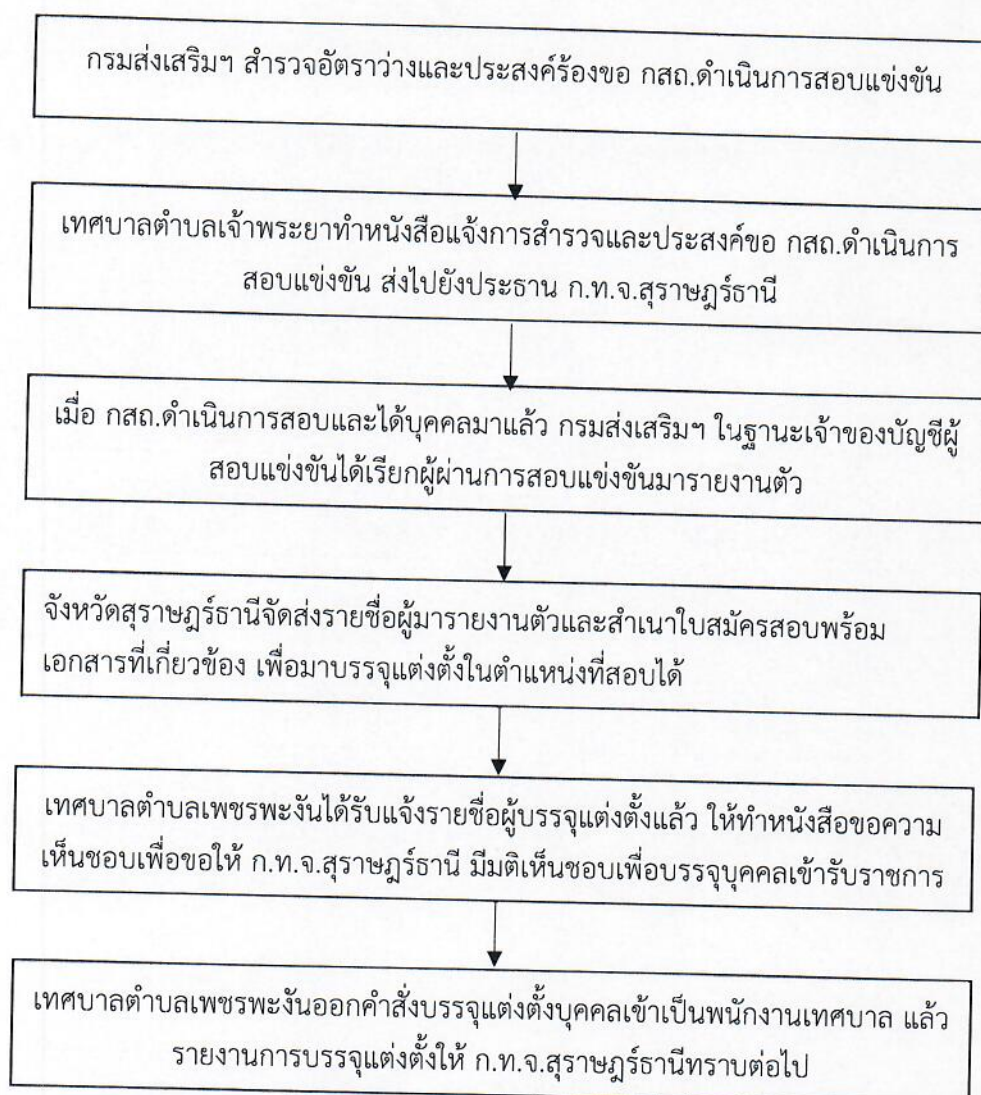 กรมส่งเสริมฯ สำรวจอัตราว่างและประสงค์ร้องขอ กสถ.ดำเนินการสอบแข่งขัน
เทศบาลตำบลเจ้าพระยาทำหนังสือแจ้งการสำรวจและประสงค์ขอ กสถ.ดำเนินการ
สอบแข่งขัน ส่งไปยังประธาน ก.ท.จ.สุราษฎร์ธานี
เมื่อ กสถ.ดำเนินการสอบและได้บุคคลมาแล้ว กรมส่งเสริมฯ ในฐานะเจ้าของบัญชีผู้
สอบแข่งขันได้เรียกผู้ผ่านการสอบแข่งขันมารายงานตัว
จังหวัดสุราษฎร์ธานีจัดส่งรายชื่อผู้มารายงานตัวและสำเนาใบสมัครสอบพร้อม
เอกสารที่เกี่ยวข้อง เพื่อมาบรรจุแต่งตั้งในตำแหน่งที่สอบได้
เทศบาลตำบลเพชรพะงันได้รับแจ้งรายชื่อผู้บรรจุแต่งตั้งแล้ว ให้ทำหนังสือขอความ
เห็นชอบเพื่อขอให้ ก.ท.จ.สุราษฎร์ธานี มีมติเห็นชอบเพื่อบรรจุบุคคลเข้ารับราชการ
เทศบาลตำบลเพชรพะงันออกคำสั่งบรรจุแต่งตั้งบุคคลเข้าเป็นพนักงานเทศบาล แล้ว
รายงานการบรรจุแต่งตั้งให้ ก.ท.จ.สุราษฎร์ธานีทราบต่อไป